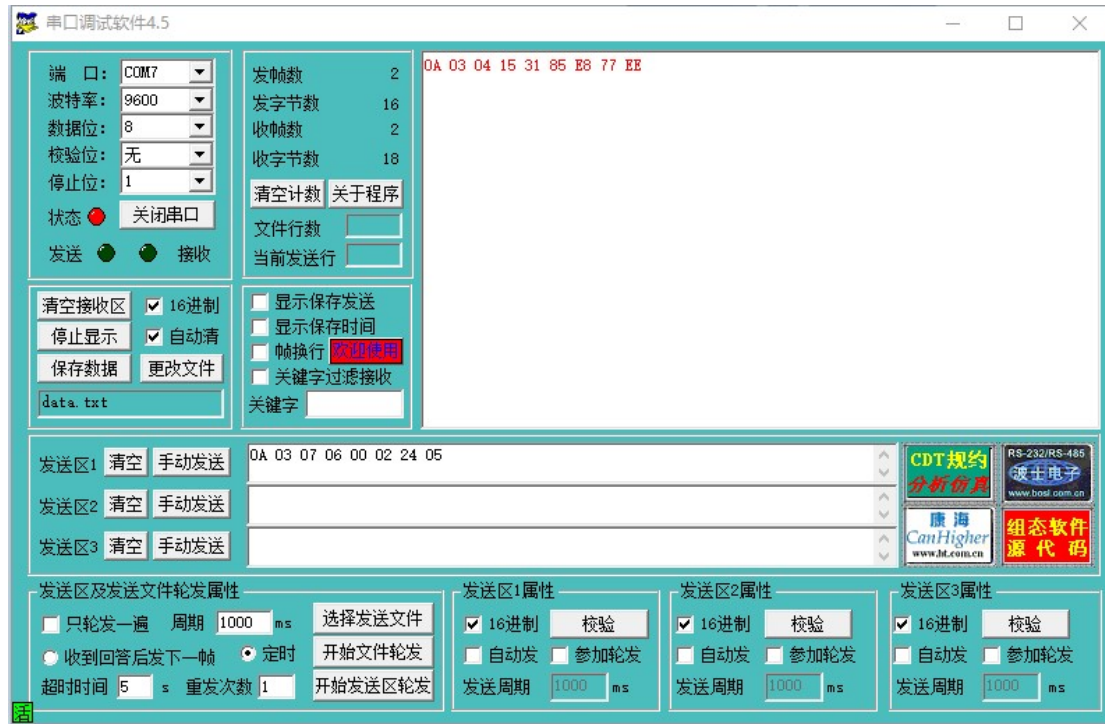 串口调试软件4.5
端 口: COM7
波特率: 9600
数据位: 8
校验位: 无
停止位: 1
状态 关闭串口
发送 接收
发帧数 2
发字节数 16
收帧数 2
收字节数 18
清空计数 关于程序
文件行数
当前发送行
0A 03 04 15 31 85 E8 77 EE
清空接收区 16进制
停止显示 自动清
保存数据 更改文件
data.txt
显示保存发送
显示保存时间
帧换行 欢迎使用
关键字过滤接收
关键字
发送区1 清空 手动发送 0A 03 07 06 00 02 24 05
发送区2 清空 手动发送
发送区3 清空 手动发送
CDT规约
分析仿真
RS-232/RS-485
波士电子
www.bosi.com.cn
康海
CanHigher
www.ht.com.cn
组态软件
源代码
发送区及发送文件轮发属性
只轮发一遍 周期 1000 ms 选择发送文件
收到回答后发下一帧 定时 开始文件轮发
超时时间 5 s 重发次数 1 开始发送区轮发
发送区1属性
16进制 校验
自动发 参加轮发
发送周期 1000 ms
发送区2属性
16进制 校验
自动发 参加轮发
发送周期 1000 ms
发送区3属性
16进制 校验
自动发 参加轮发
发送周期 1000 ms
活